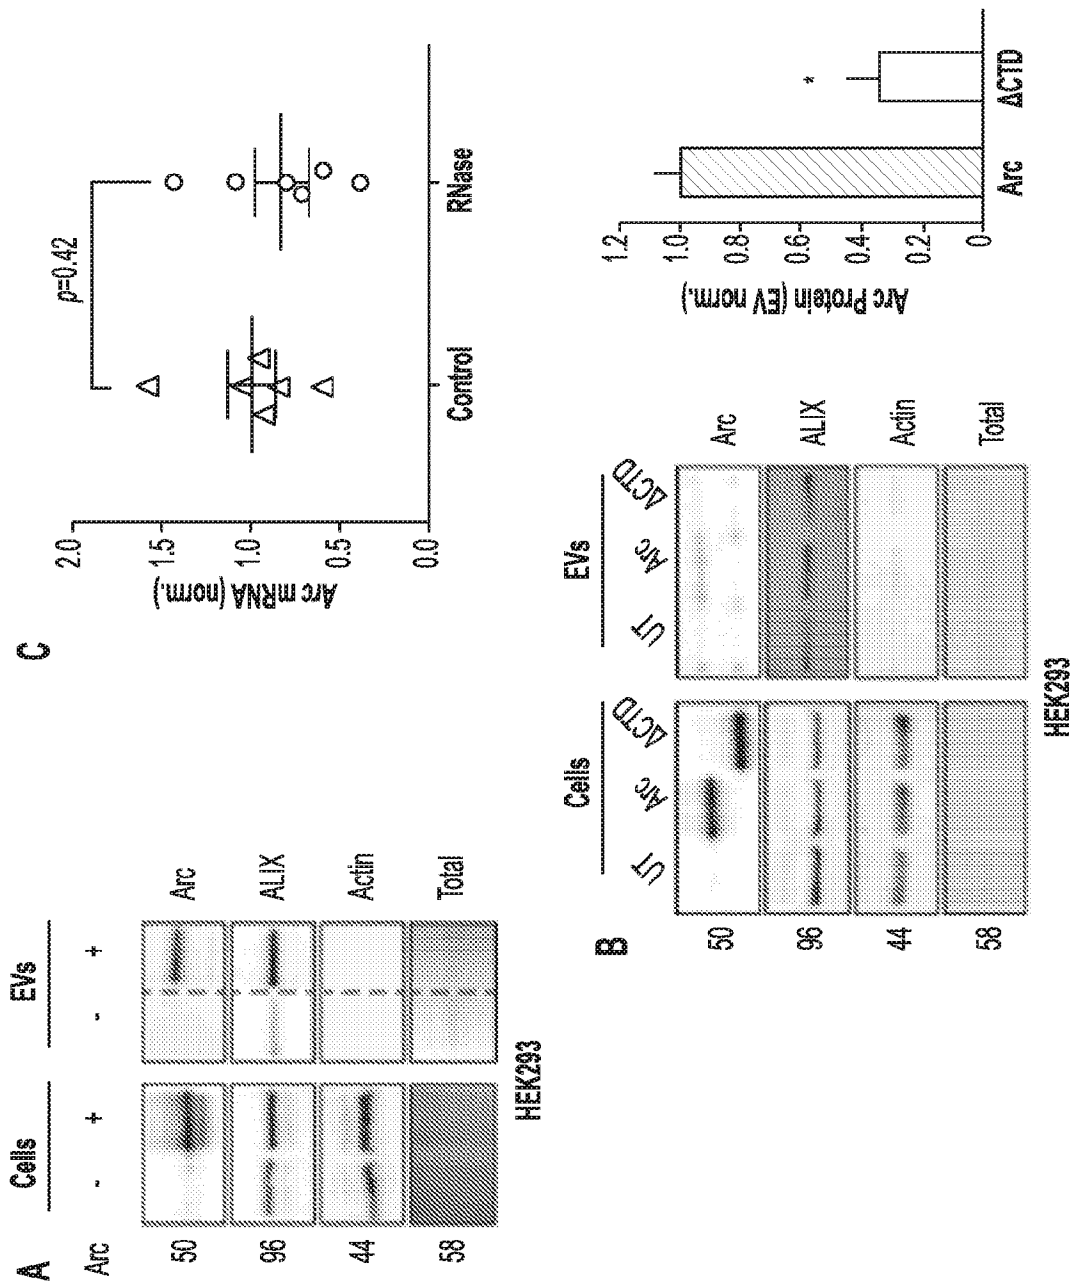 A
Cells EVs
Arc - + - +
50 Arc
96 ALIX
44 Actin
58 Total
HEK293
B
Cells EVs
UT Arc ΔCTD UT Arc ΔCTD
50 Arc
96 ALIX
44 Actin
58 Total
HEK293
Arc Protein (EV norm.)
1.2
1.0
0.8
0.6
0.4
0.2
0
*
Arc ΔCTD
C
Arc mRNA (norm.)
2.0
1.5
1.0
0.5
0.0
p=0.42
Control RNase